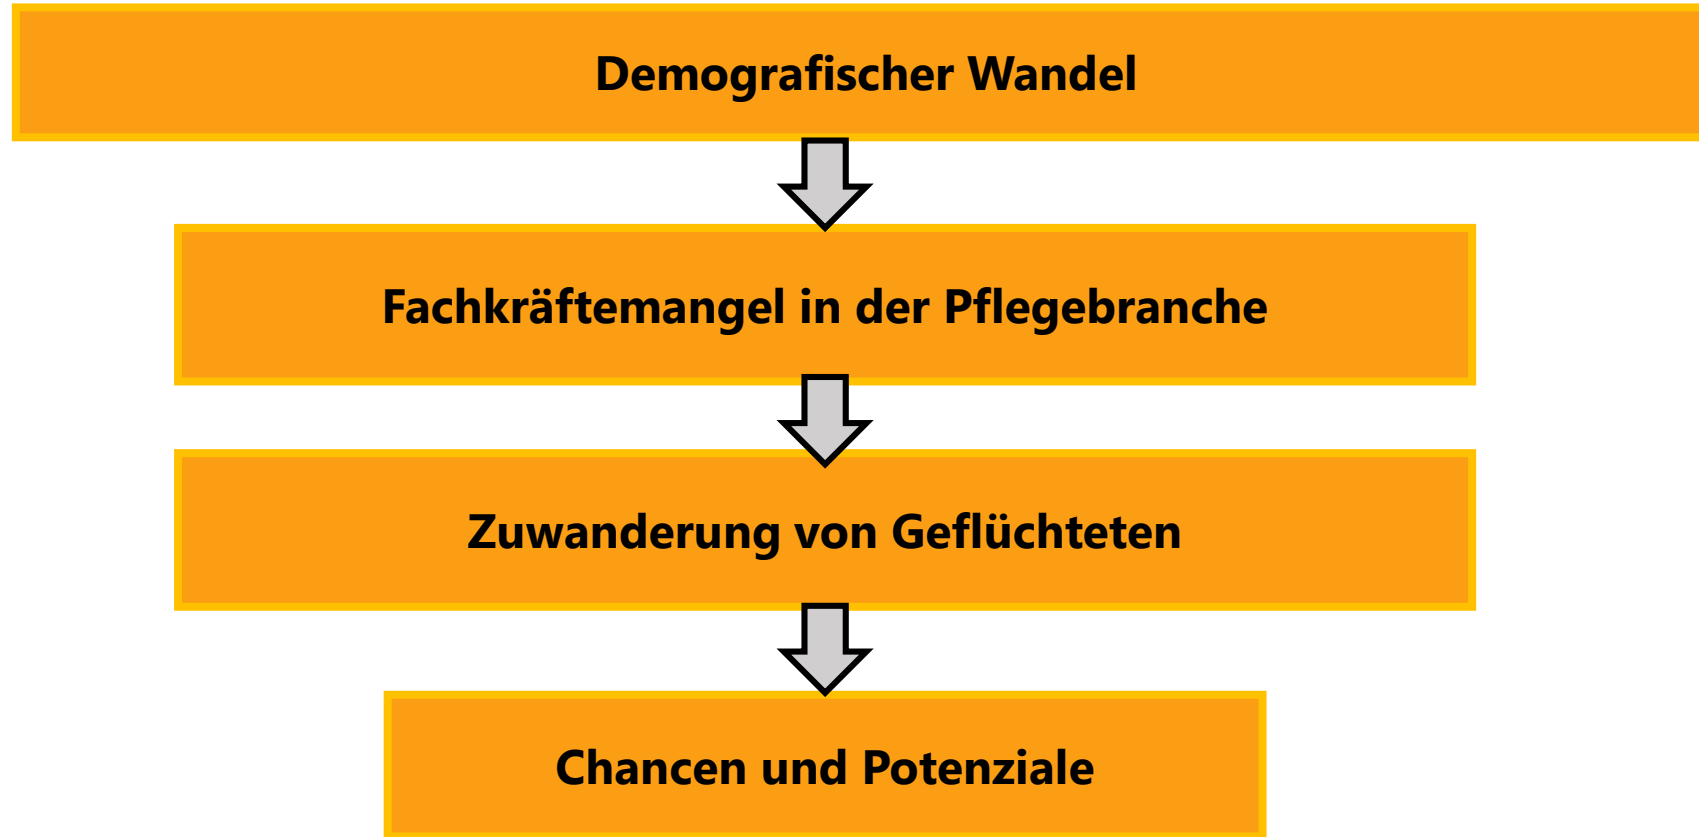 Demografischer Wandel
Fachkräftemangel in der Pflegebranche
Zuwanderung von Geflüchteten
Chancen und Potenziale